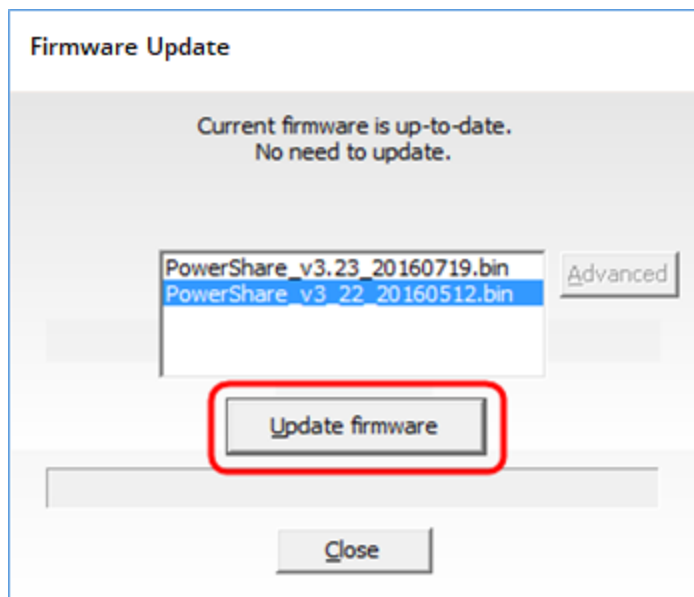 Firmware Update
Current firmware is up-to-date.
No need to update.
PowerShare_v3.23_20160719.bin
Advanced
PowerShare_v3_22_20160512.bin
Update firmware
Close